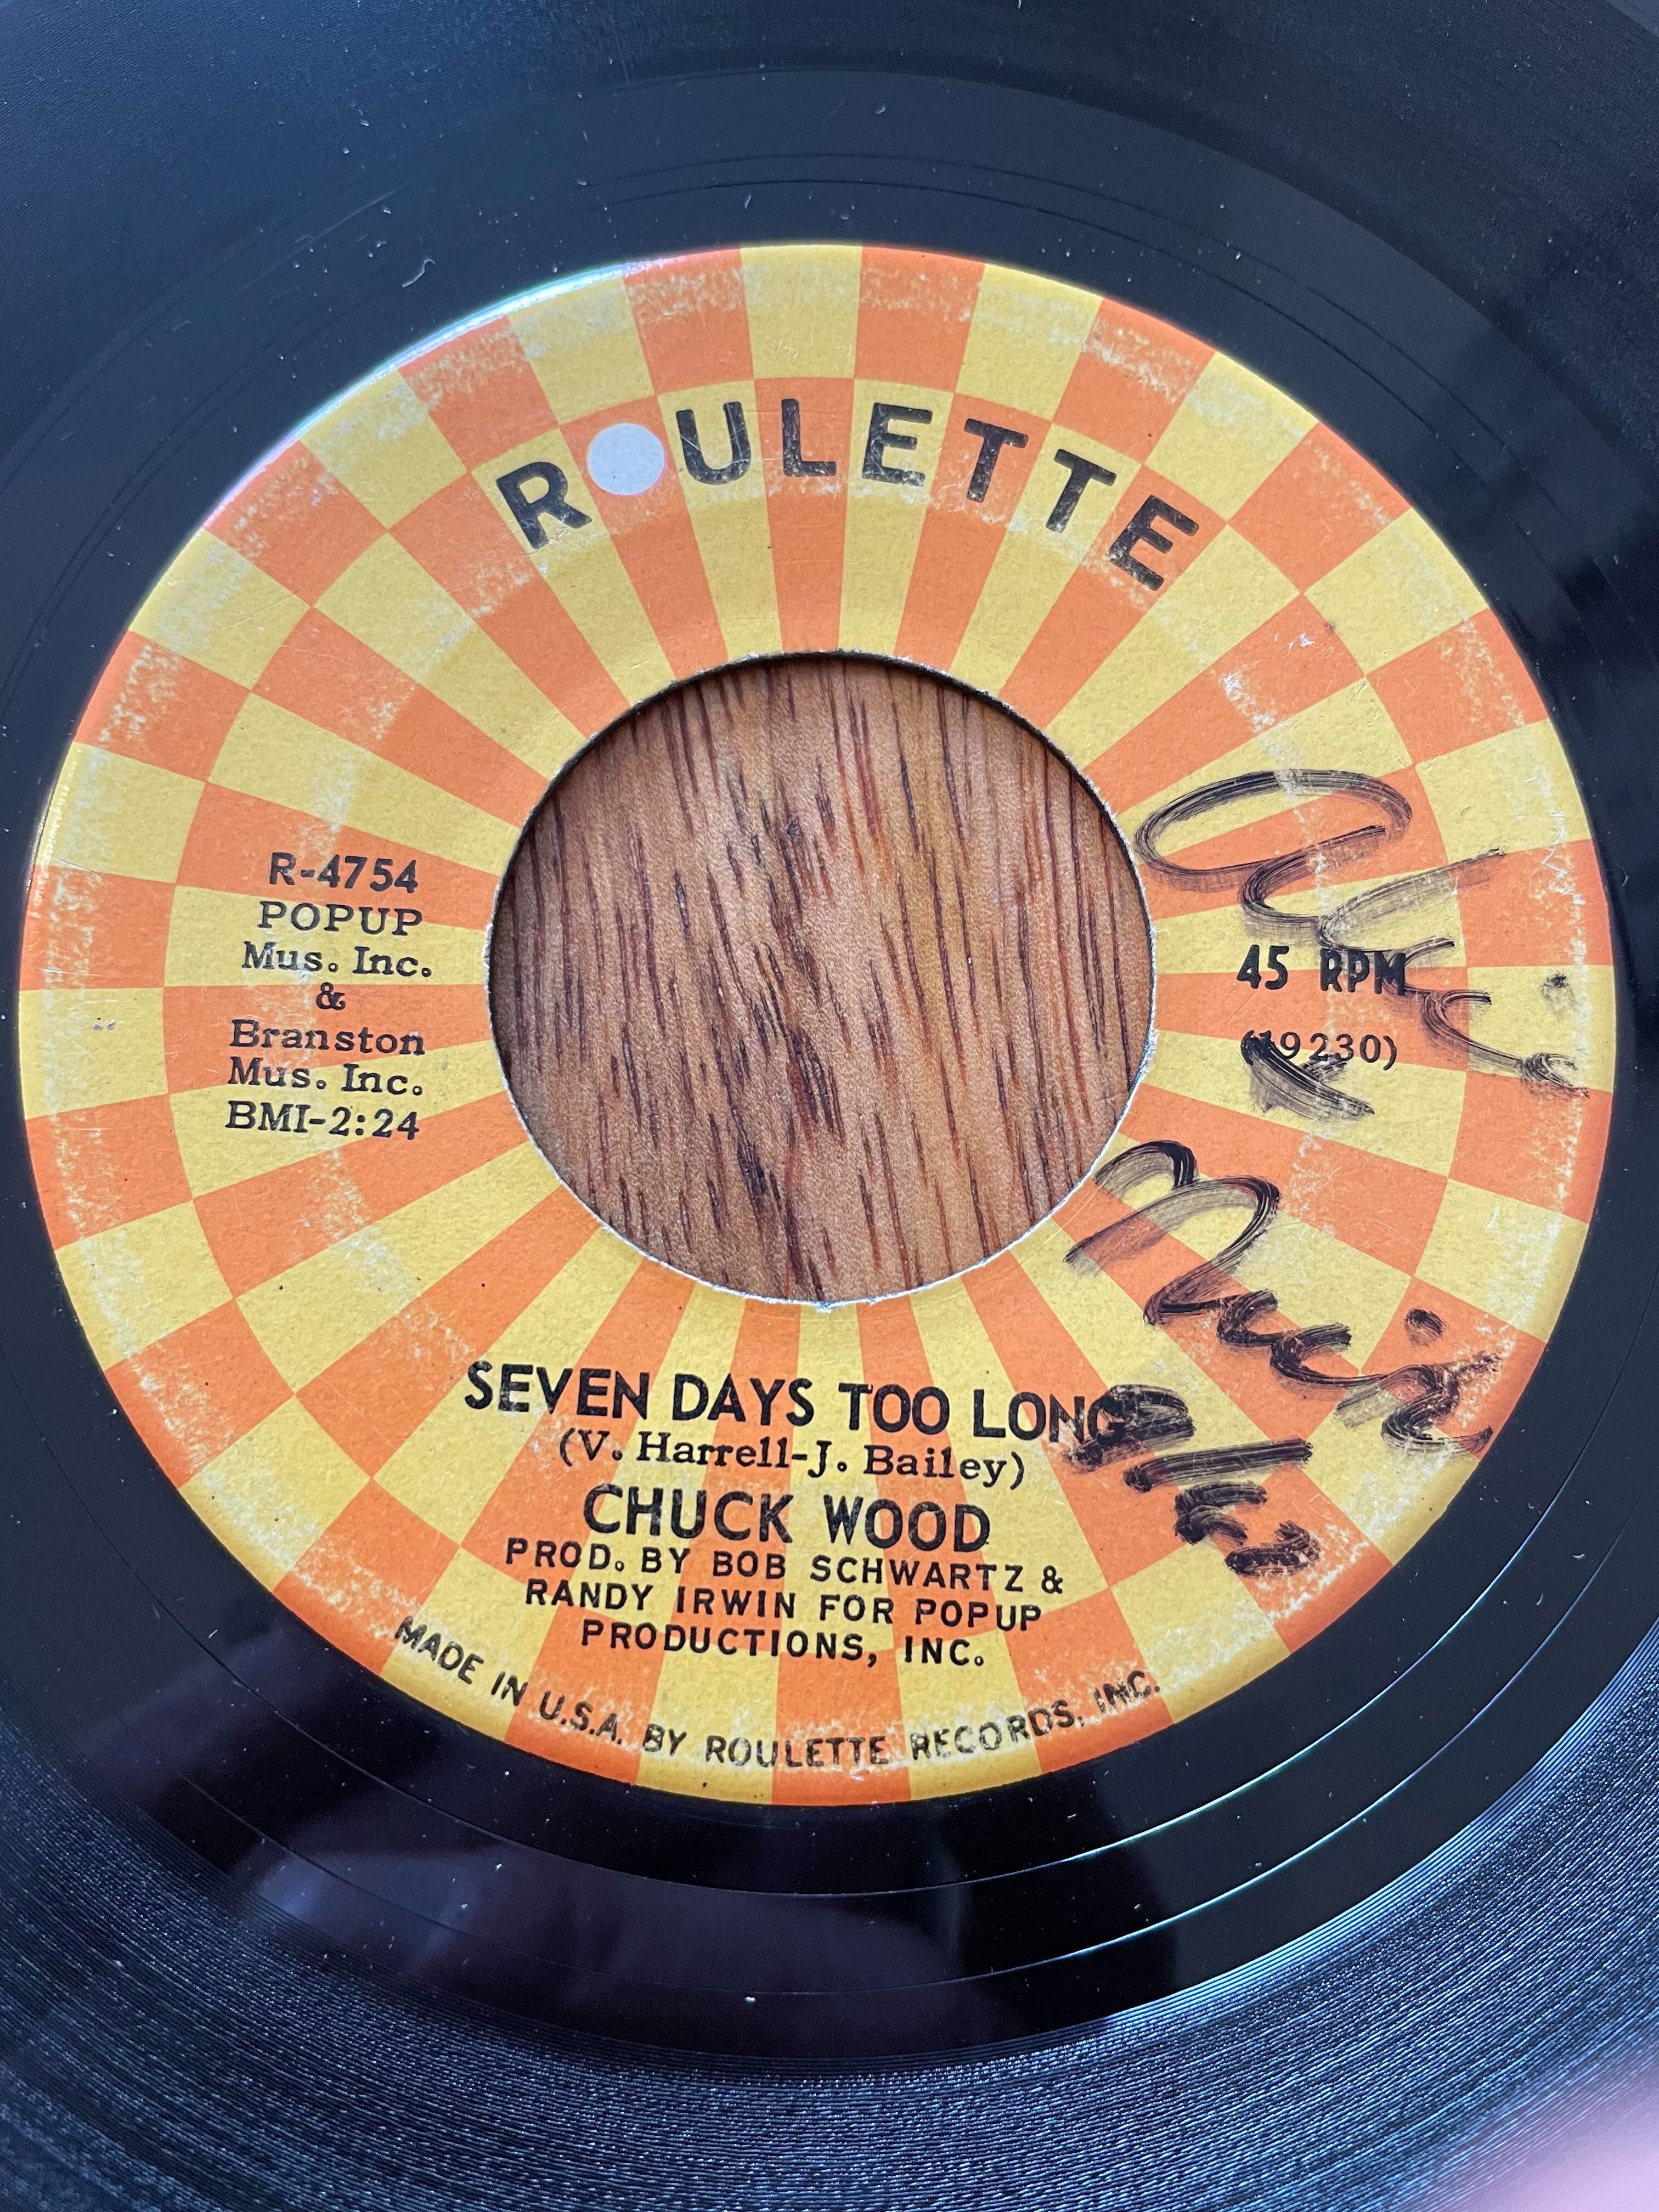 ROULETTE
R-4754
POPUP
Mus. Inc.
&
Branston
Mus. Inc.
BMI-2:24
45 RPM
(19230)
SEVEN DAYS TOO LONG
(V. Harrell-J. Bailey)
CHUCK WOOD
PROD. BY BOB SCHWARTZ &
RANDY IRWIN FOR POPUP
PRODUCTIONS, INC.
MADE IN U.S.A. BY ROULETTE RECORDS, INC.